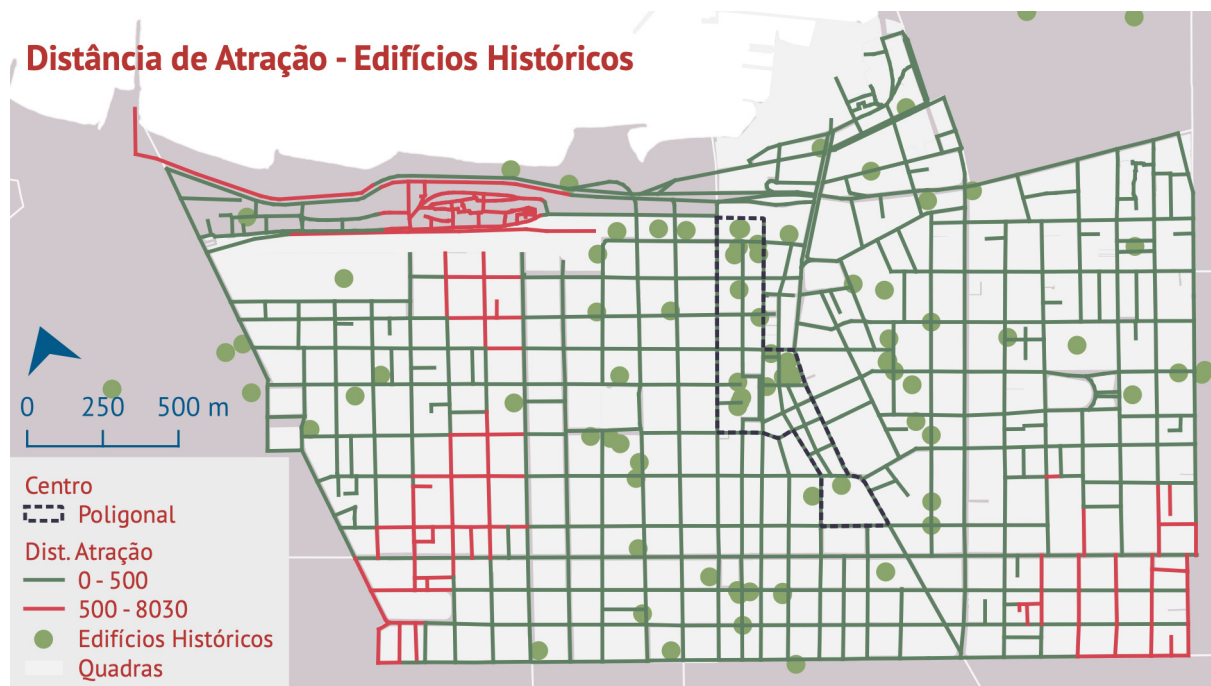 Distância de Atração - Edifícios Históricos
0 250 500 m
Centro
Poligonal
Dist. Atração
0 - 500
500 - 8030
Edifícios Históricos
Quadras